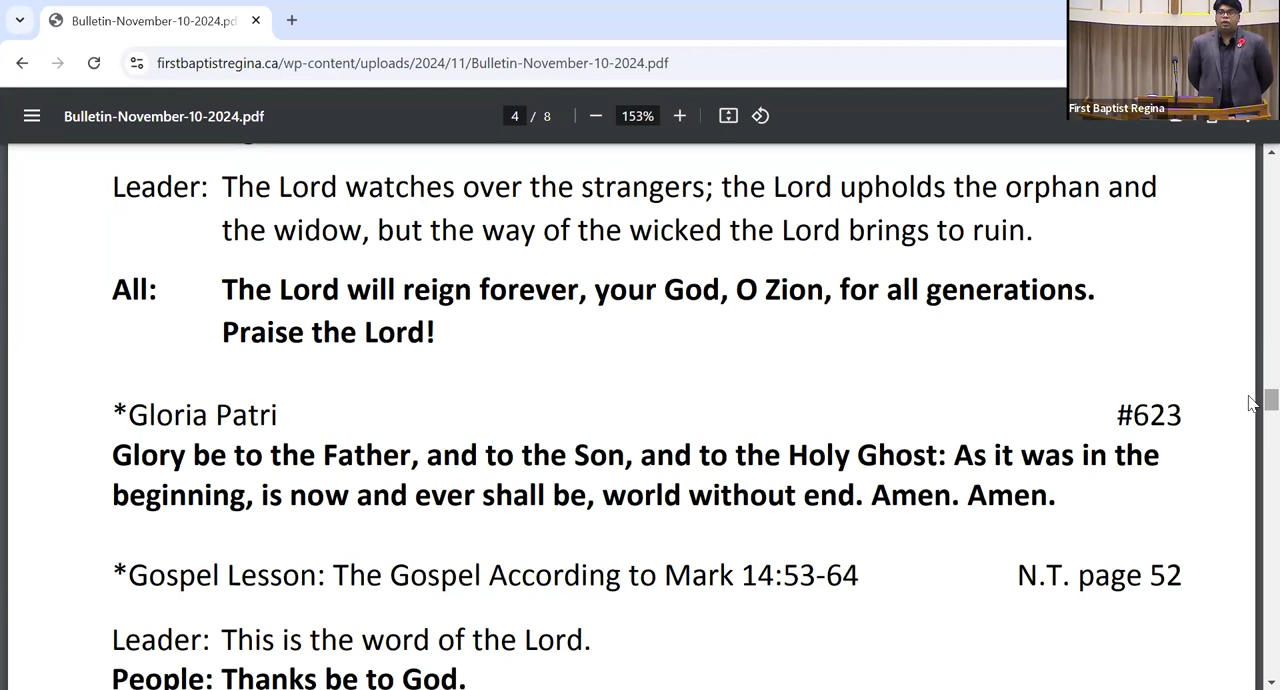 Bulletin-November-10-2024.pd
firstbaptistregina.ca/wp-content/uploads/2024/11/Bulletin-November-10-2024.pdf
Bulletin-November-10-2024.pdf
4 / 8
153%
First Baptist Regina
Leader: The Lord watches over the strangers; the Lord upholds the orphan and
the widow, but the way of the wicked the Lord brings to ruin.
All: The Lord will reign forever, your God, O Zion, for all generations.
Praise the Lord!
*Gloria Patri #623
Glory be to the Father, and to the Son, and to the Holy Ghost: As it was in the
beginning, is now and ever shall be, world without end. Amen. Amen.
*Gospel Lesson: The Gospel According to Mark 14:53-64 N.T. page 52
Leader: This is the word of the Lord.
People: Thanks be to God.